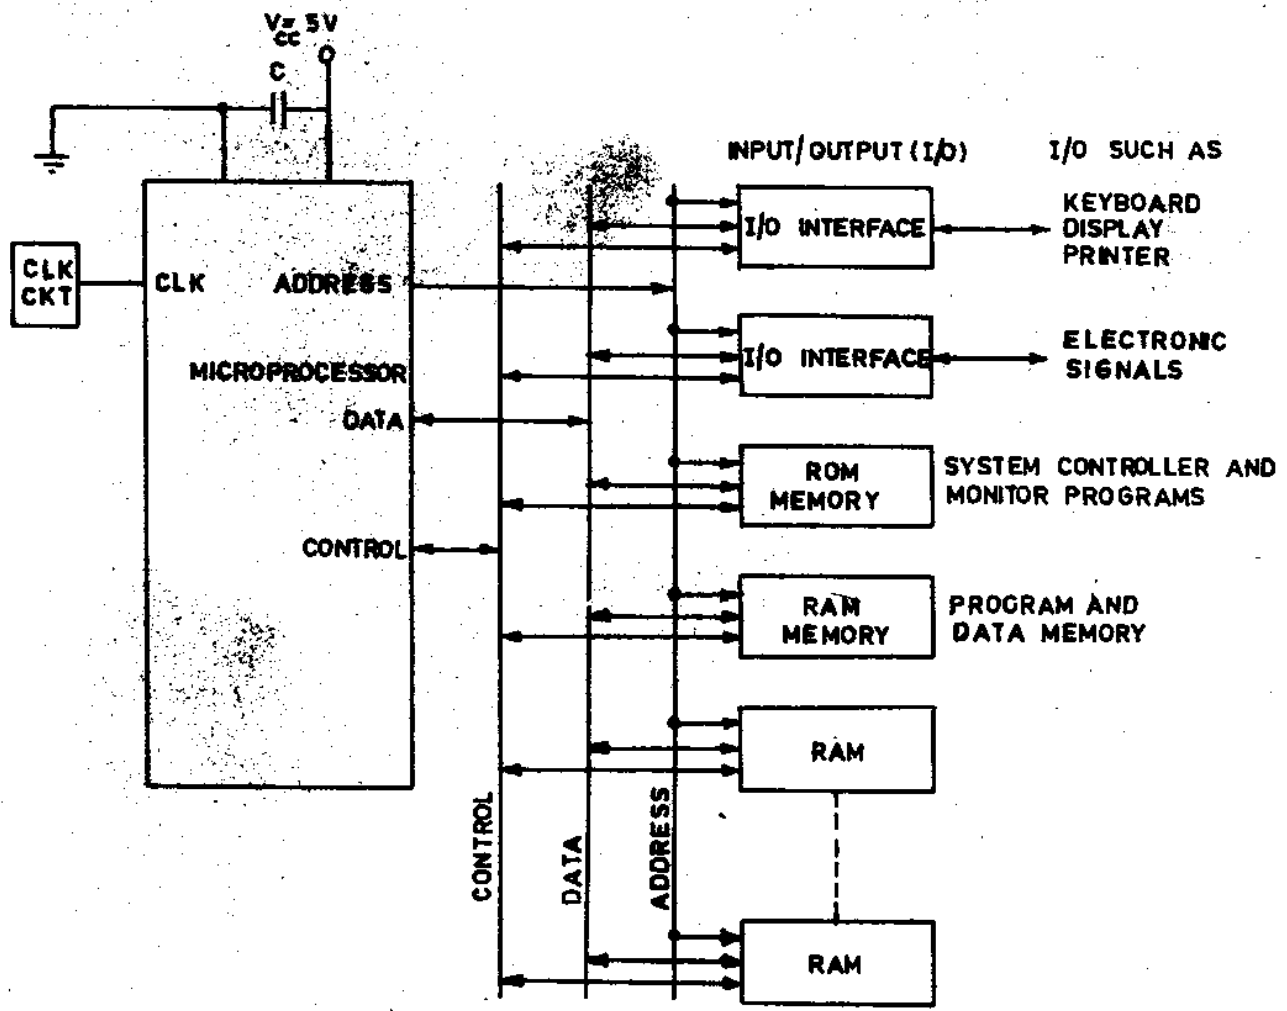 V = 5V
CC
C
INPUT/OUTPUT (I/O)
I/O SUCH AS
I/O INTERFACE
KEYBOARD
DISPLAY
PRINTER
CLK
CKT
CLK
ADDRESS
I/O INTERFACE
ELECTRONIC
SIGNALS
MICROPROCESSOR
DATA
ROM
MEMORY
SYSTEM CONTROLLER AND
MONITOR PROGRAMS
CONTROL
RAM
MEMORY
PROGRAM AND
DATA MEMORY
RAM
CONTROL
DATA
ADDRESS
RAM